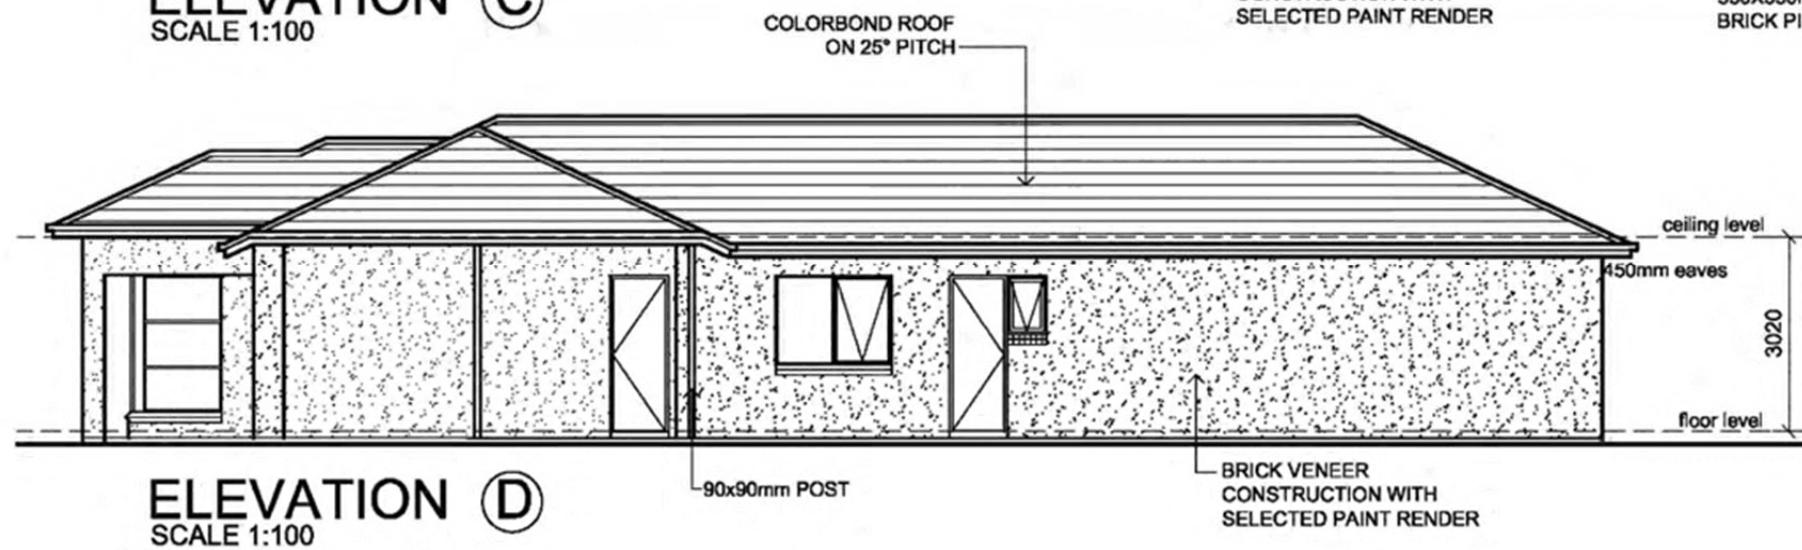 ELEVATION C
SCALE 1:100
COLORBOND ROOF
ON 25° PITCH
SELECTED PAINT RENDER
BRICK PI
ceiling level
450mm eaves
3020
floor level
90x90mm POST
BRICK VENEER
CONSTRUCTION WITH
SELECTED PAINT RENDER
ELEVATION D
SCALE 1:100